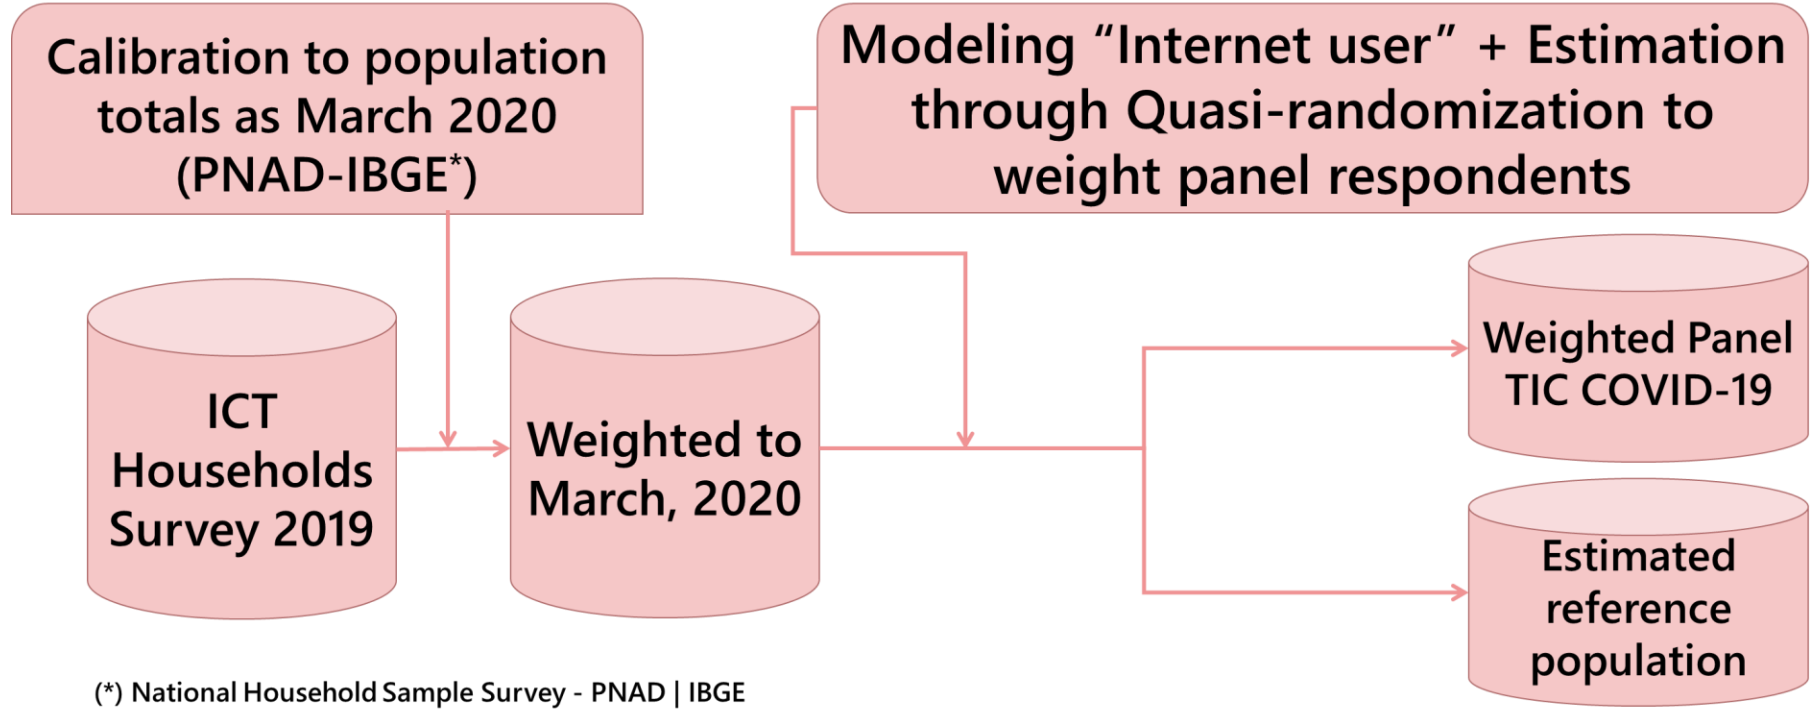 Calibration to population
totals as March 2020
(PNAD-IBGE*)
Modeling “Internet user” + Estimation
through Quasi-randomization to
weight panel respondents
ICT
Households
Survey 2019
Weighted to
March, 2020
Weighted Panel
TIC COVID-19
Estimated
reference
population
(*) National Household Sample Survey - PNAD | IBGE